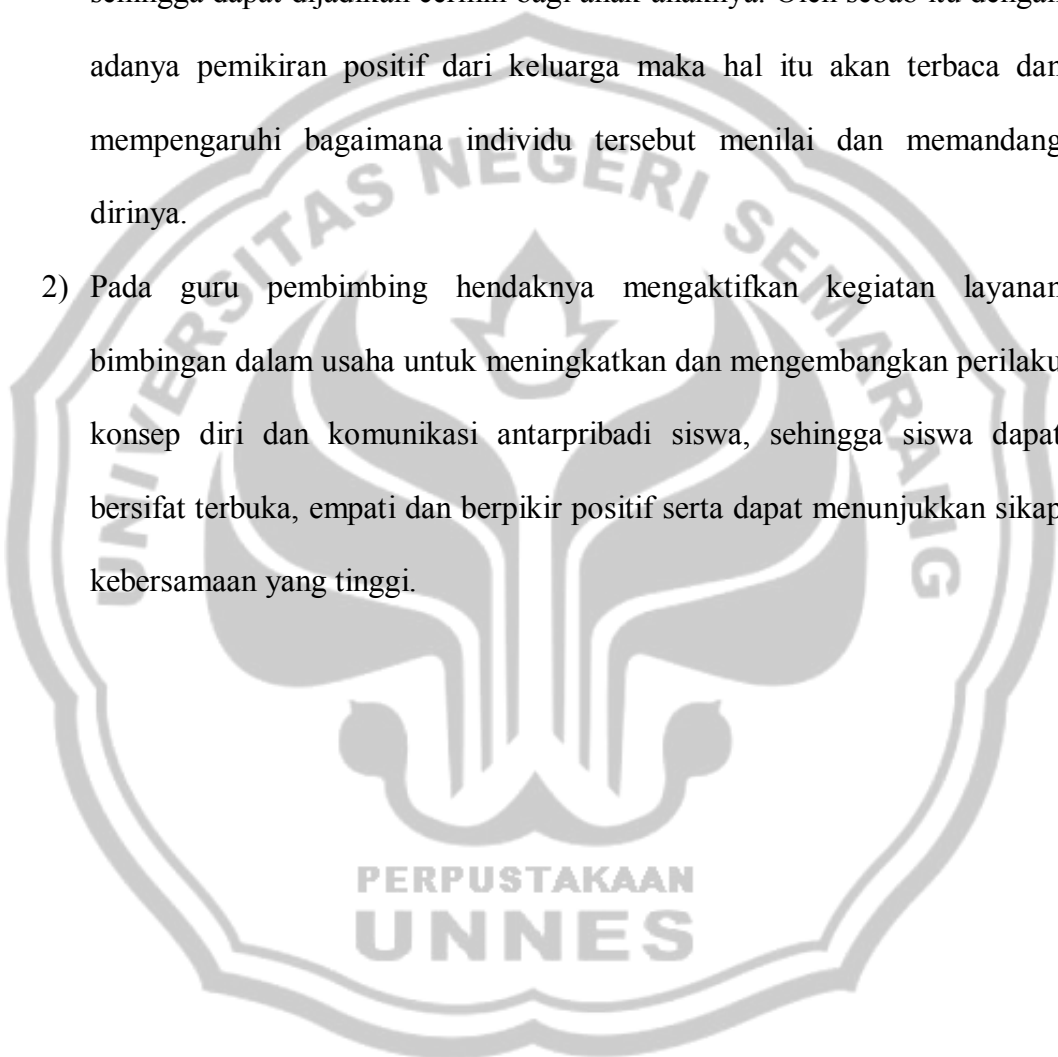 sehingga dapat dijadikan cermin bagi anak-anaknya. Oleh sebab itu dengan
adanya pemikiran positif dari keluarga maka hal itu akan terbaca dan
mempengaruhi bagaimana individu tersebut menilai dan memandang
dirinya.
2) Pada guru pembimbing hendaknya mengaktifkan kegiatan layanan
bimbingan dalam usaha untuk meningkatkan dan mengembangkan perilaku
konsep diri dan komunikasi antarpribadi siswa, sehingga siswa dapat
bersifat terbuka, empati dan berpikir positif serta dapat menunjukkan sikap
kebersamaan yang tinggi.
UNIVERSITAS NEGERI SEMARANG
PERPUSTAKAAN
UNNES